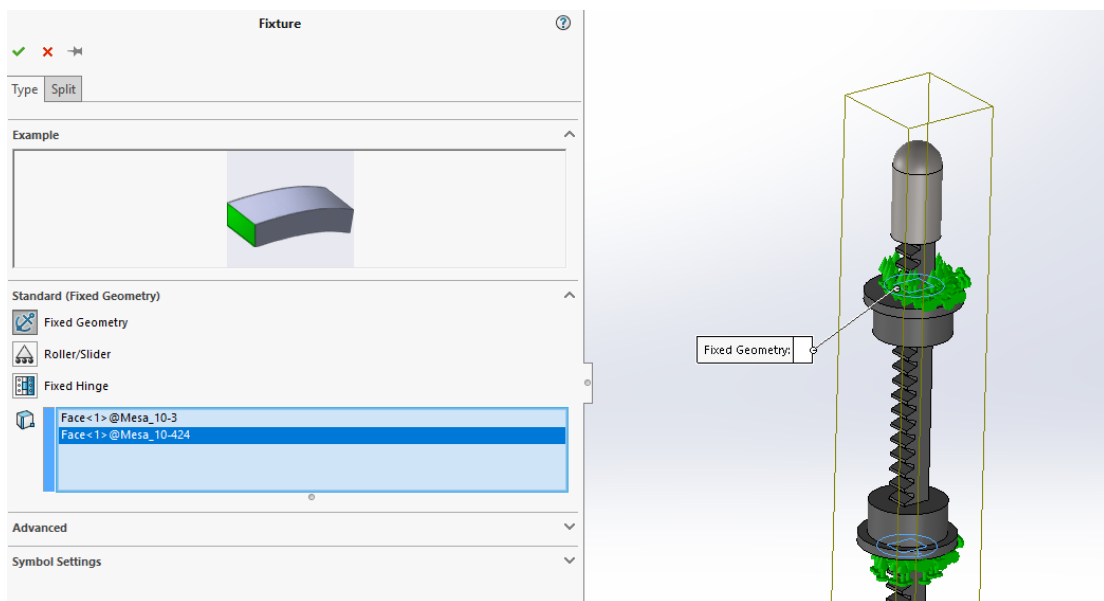 Fixture
Type Split
Example
Standard (Fixed Geometry)
Fixed Geometry
Roller/Slider
Fixed Hinge
Face<1>@Mesa_10-3
Face<1>@Mesa_10-424
Advanced
Symbol Settings
Fixed Geometry: